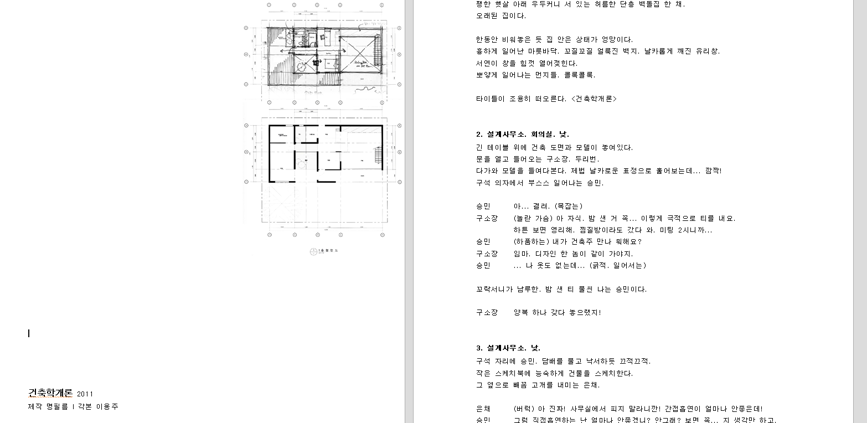 건축학개론 2011
제작 명필름 | 각본 이용주
쨍한 햇살 아래 우두커니 서 있는 허름한 단층 벽돌집 한 채.
오래된 집이다.
한동안 비워놓은 듯 집 안은 상태가 엉망이다.
흉하게 일어난 마룻바닥. 꼬질꼬질 얼룩진 벽지. 날카롭게 깨진 유리창.
서연이 창을 힘껏 열어젖힌다.
뽀얗게 일어나는 먼지들. 콜록콜록.
타이틀이 조용히 떠오른다. <건축학개론>
2. 설계사무소. 회의실. 낮.
긴 테이블 위에 건축 도면과 모델이 놓여있다.
문을 열고 들어오는 구소장. 두리번.
다가와 모델을 들여다본다. 제법 날카로운 표정으로 훑어보는데... 깜짝!
구석 의자에서 부스스 일어나는 승민.
승민 아... 결려. (목잡는)
구소장 (놀란 가슴) 아 자식. 밤 샌 거 꼭... 이렇게 극적으로 티를 내요.
하튼 보면 영리해. 찜질방이라도 갔다 와. 미팅 2시니까...
승민 (하품하는) 내가 건축주 만나 뭐해요?
구소장 임마. 디자인 한 놈이 같이 가야지.
승민 ... 나 옷도 없는데... (긁적. 일어서는)
꼬락서니가 남루한. 밤 샌 티 물씬 나는 승민이다.
구소장 양복 하나 갖다 놓으랬지!
3. 설계사무소. 낮.
구석 자리에 승민. 담배를 물고 낙서하듯 끄적끄적.
작은 스케치북에 능숙하게 건물을 스케치한다.
그 옆으로 빼꼼 고개를 내미는 은채.
은채 (버럭) 아 진짜! 사무실에서 피지 말라니깐! 간접흡연이 얼마나 안좋은데!
승민 그럼 직접흡연하는 난 얼마나 안좋겠니? 안그래? 보면 꼭... 지 생각만 하고.